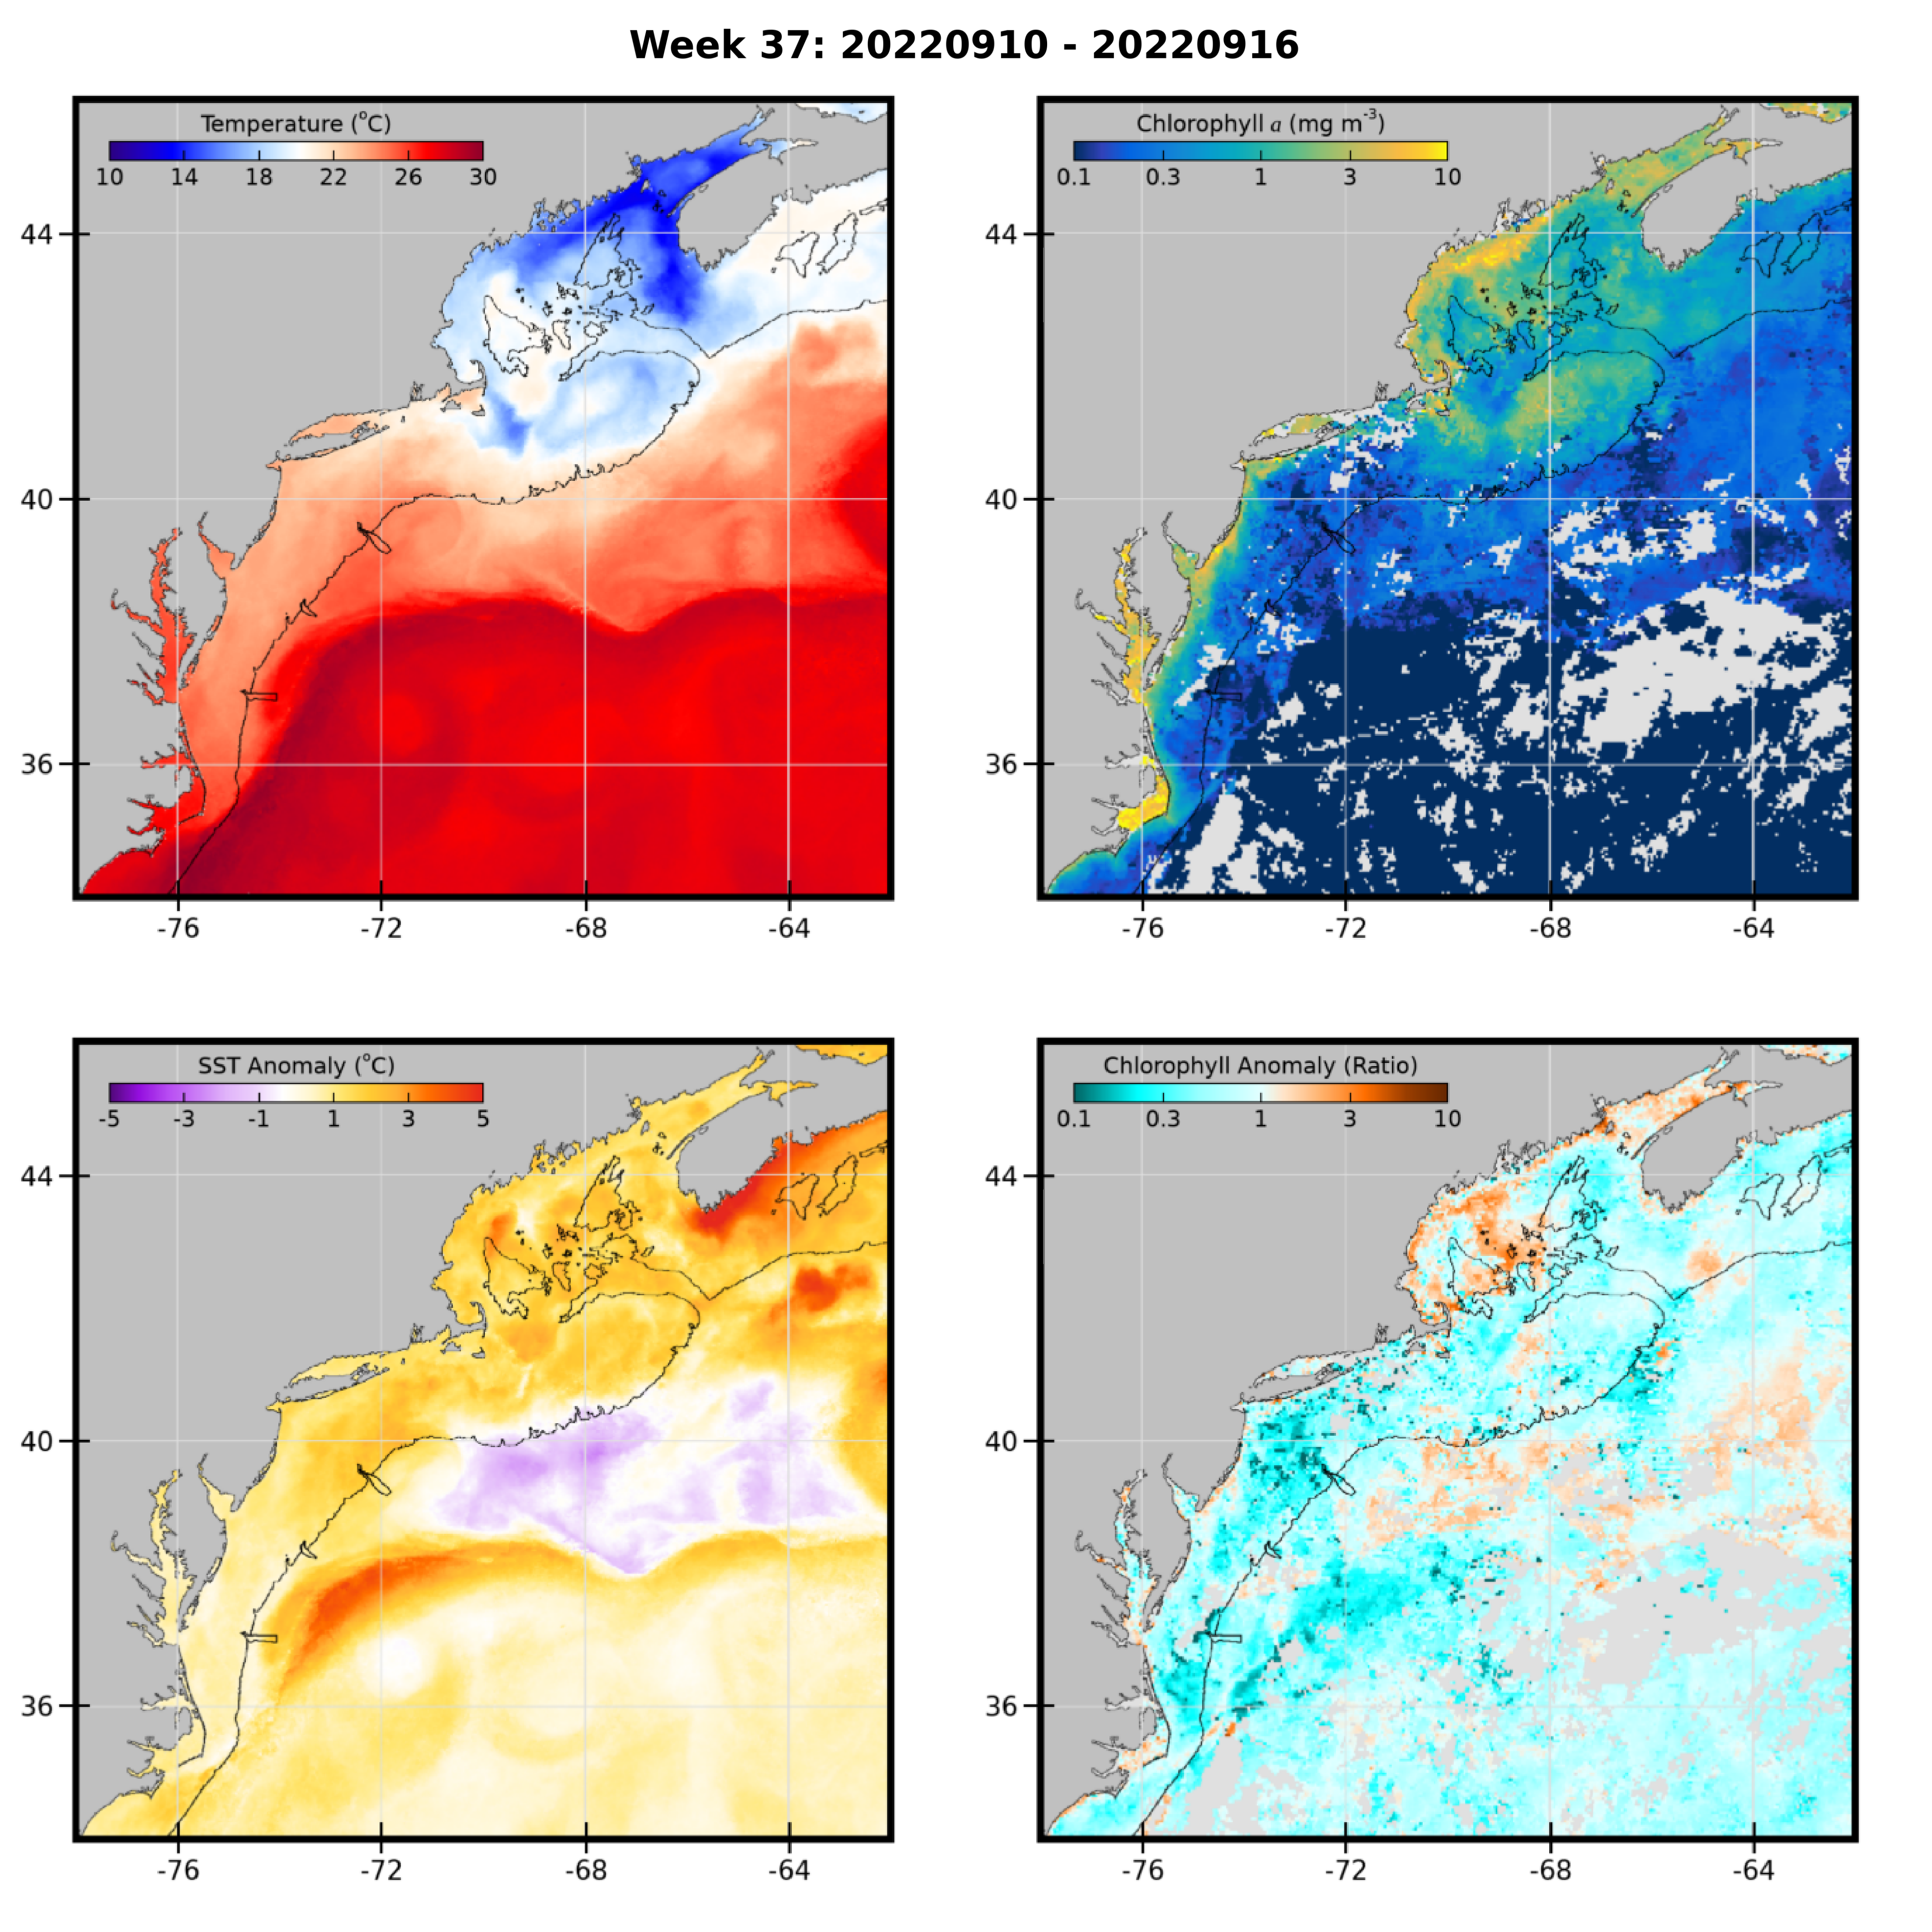 Week 37: 20220910 - 20220916
Temperature (°C)
10 14 18 22 26 30
44
40
36
-76 -72 -68 -64
Chlorophyll a (mg m⁻³)
0.1 0.3 1 3 10
44
40
36
-76 -72 -68 -64
SST Anomaly (°C)
-5 -3 -1 1 3 5
44
40
36
-76 -72 -68 -64
Chlorophyll Anomaly (Ratio)
0.1 0.3 1 3 10
44
40
36
-76 -72 -68 -64